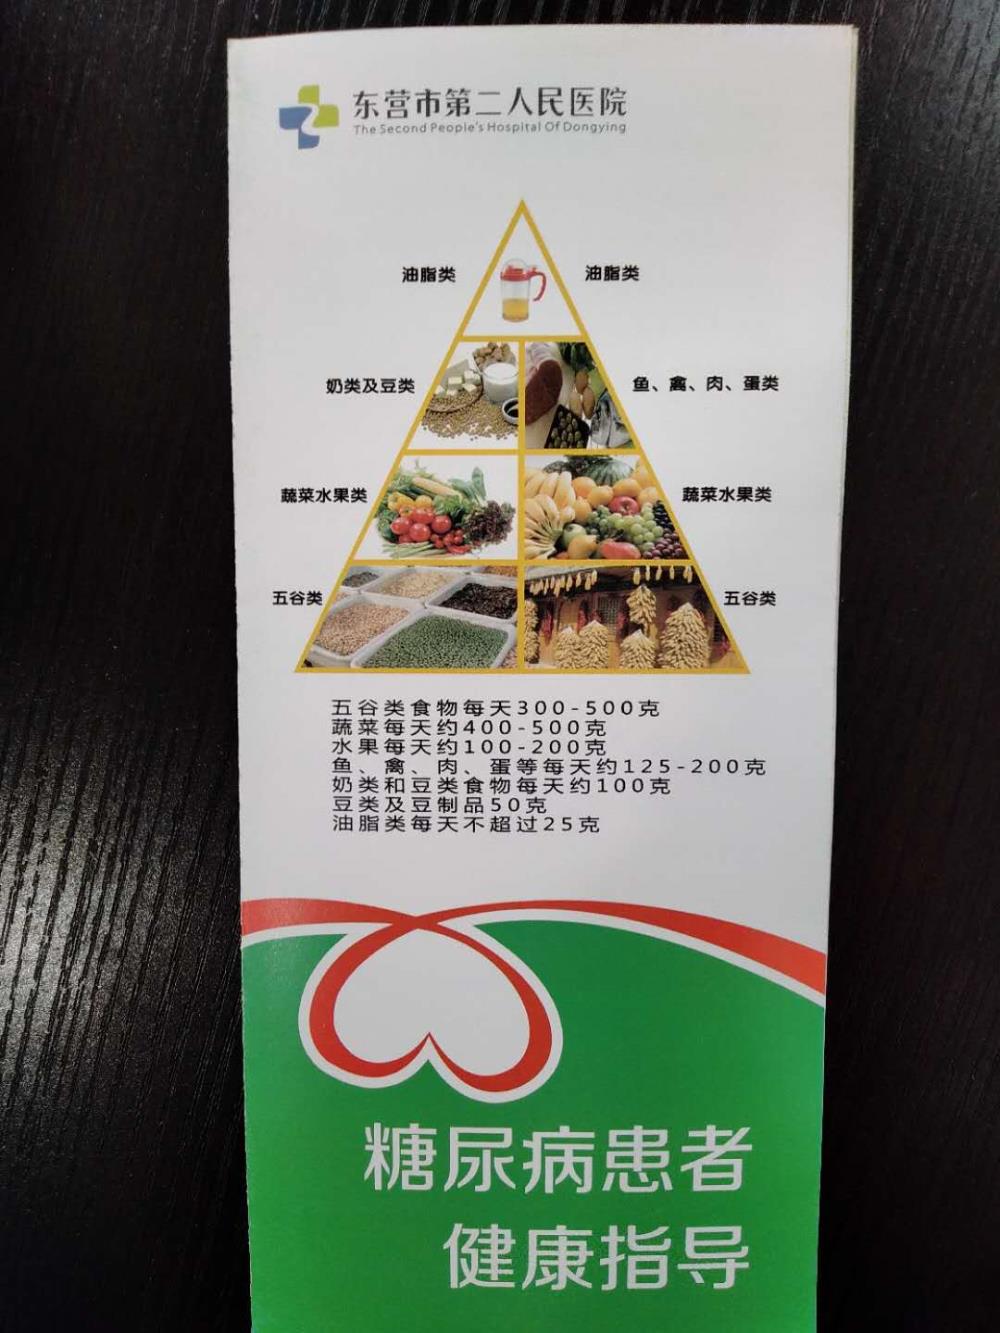 东营市第二人民医院
The Second People's Hospital Of Dongying
油脂类
油脂类
奶类及豆类
鱼、禽、肉、蛋类
蔬菜水果类
蔬菜水果类
五谷类
五谷类
五谷类食物每天300-500克
蔬菜每天约400-500克
水果每天约100-200克
鱼、禽、肉、蛋等每天约125-200克
奶类和豆类食物每天约100克
豆类及豆制品50克
油脂类每天不超过25克
糖尿病患者
健康指导